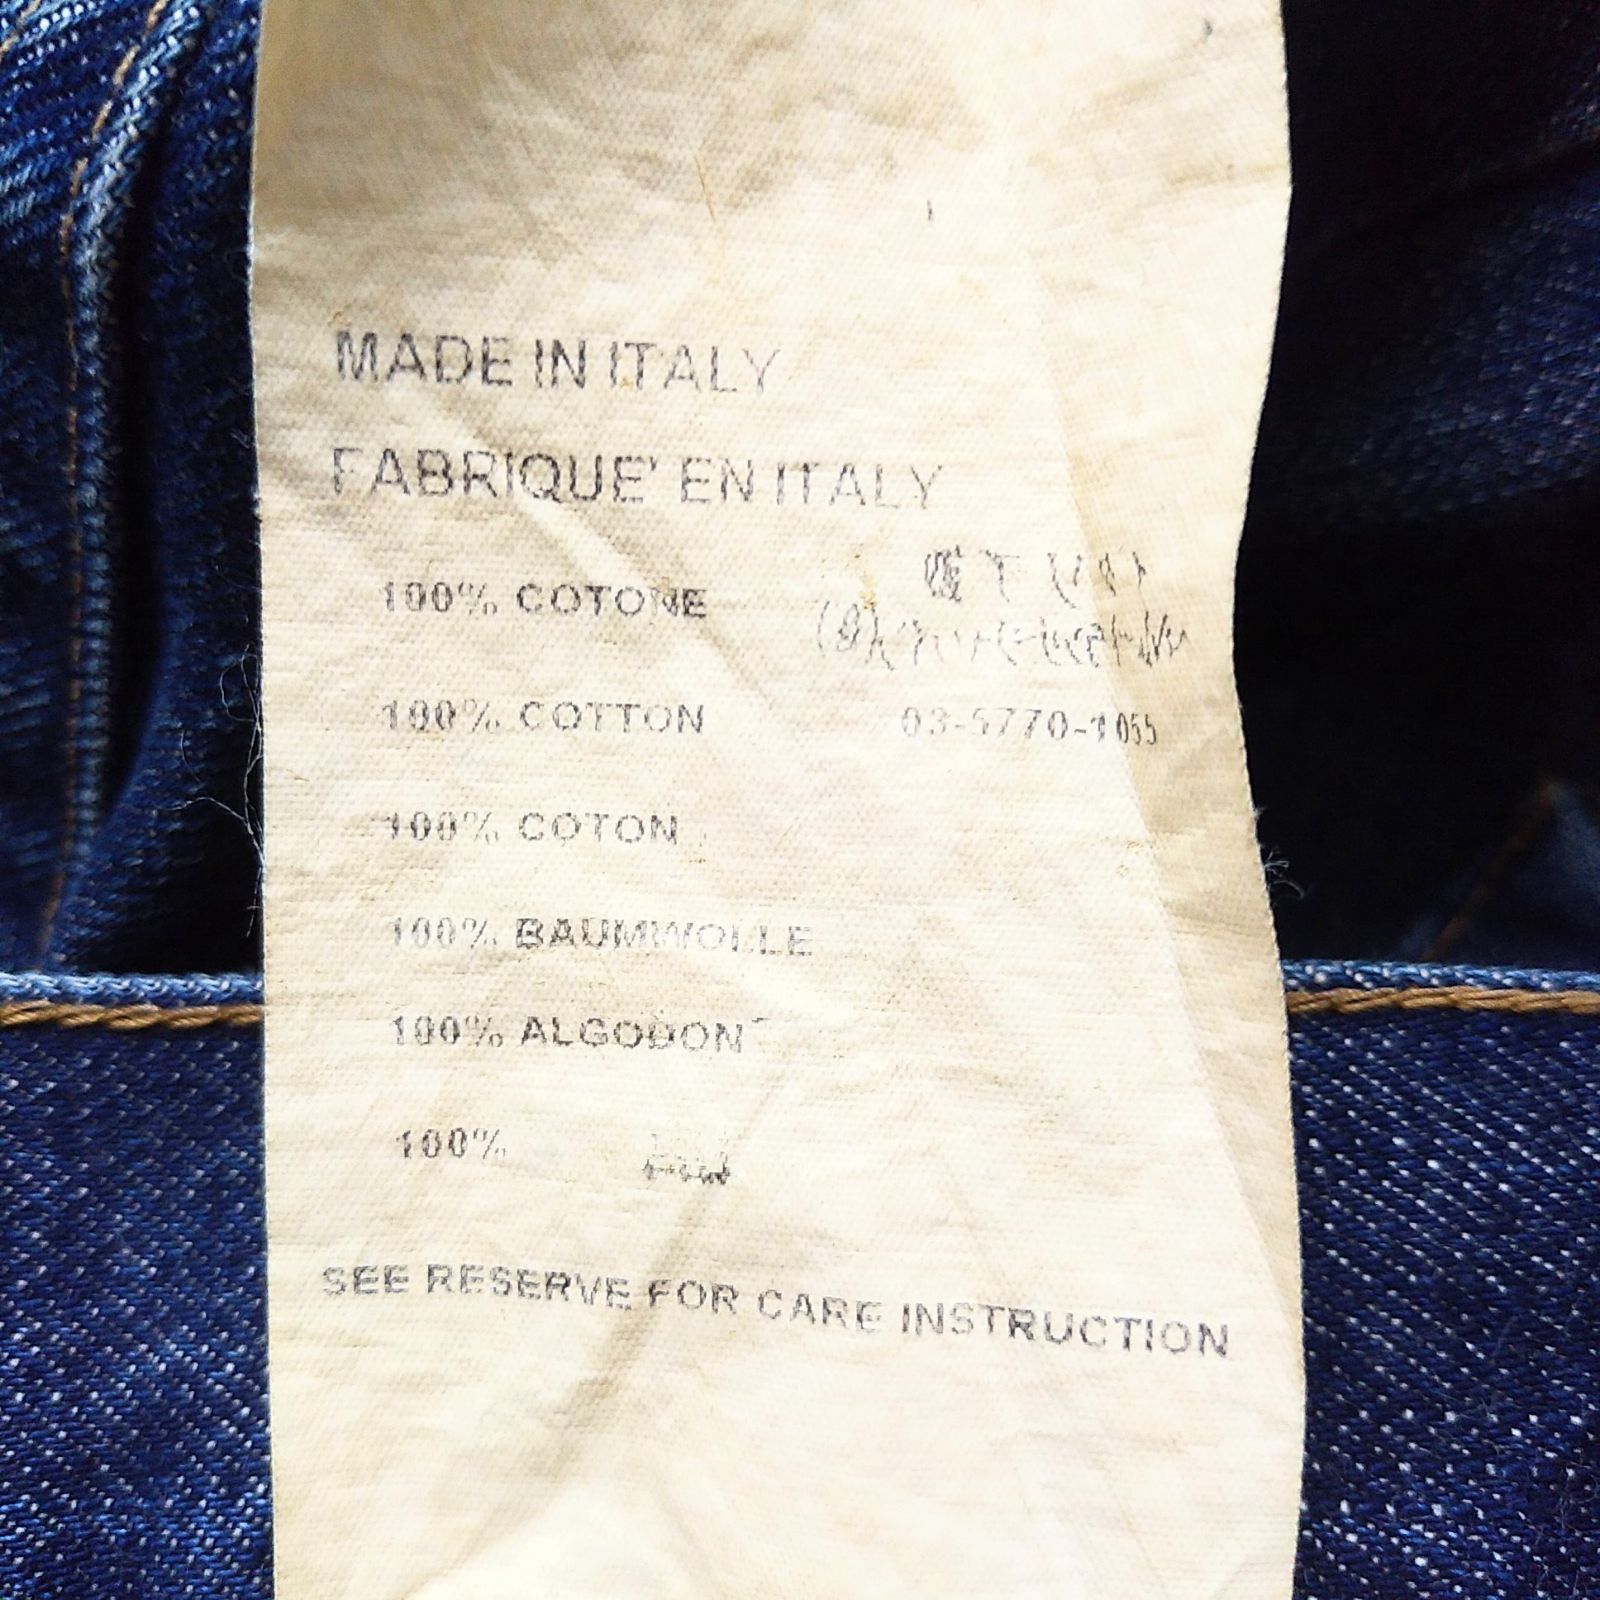 MADE IN ITALY
FABRIQUE' EN ITALY
100% COTONE
100% COTTON
03-5770-1055
100% COTON
100% BAUMWOLLE
100% ALGODON
100%
SEE RESERVE FOR CARE INSTRUCTION